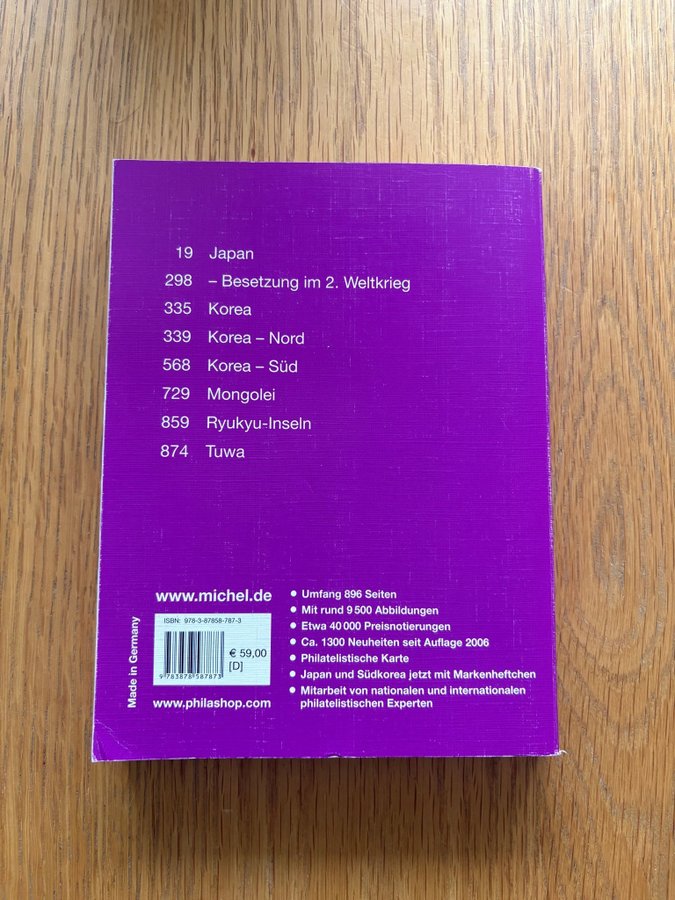 19 Japan
298 – Besetzung im 2. Weltkrieg
335 Korea
339 Korea – Nord
568 Korea – Süd
729 Mongolei
859 Ryukyu-Inseln
874 Tuwa
Made in Germany
www.michel.de
ISBN: 978-3-87858-787-3
9 783878 587873
€ 59,00
[D]
www.philashop.com
● Umfang 896 Seiten
● Mit rund 9 500 Abbildungen
● Etwa 40 000 Preisnotierungen
● Ca. 1300 Neuheiten seit Auflage 2006
● Philatelistische Karte
● Japan und Südkorea jetzt mit Markenheftchen
● Mitarbeit von nationalen und internationalen
philatelistischen Experten